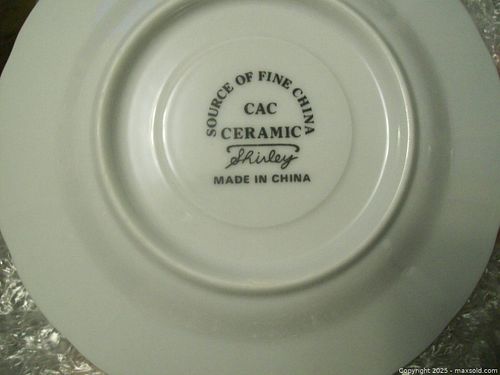 SOURCE OF FINE CHINA
CAC
CERAMIC
Shirley
MADE IN CHINA
Copyright 2025 - maxsold.com